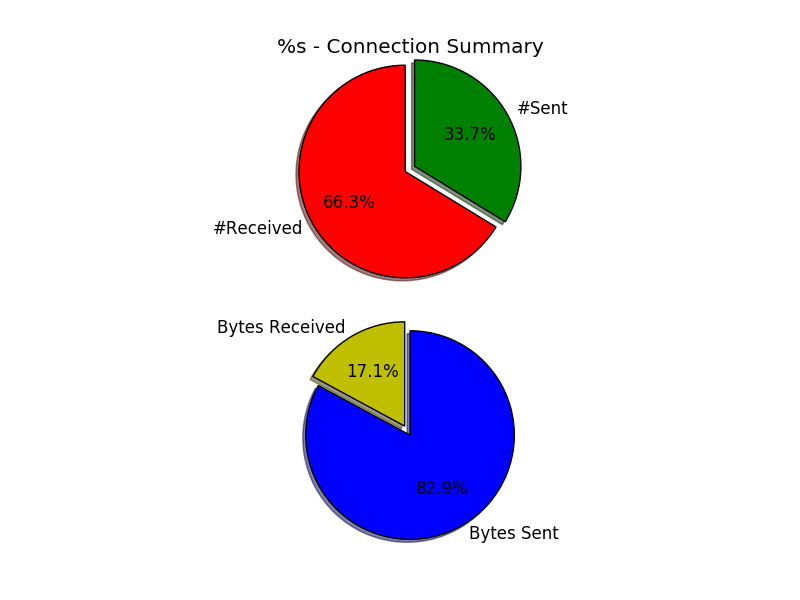 %s - Connection Summary
#Sent
33.7%
66.3%
#Received
Bytes Received
17.1%
82.9%
Bytes Sent